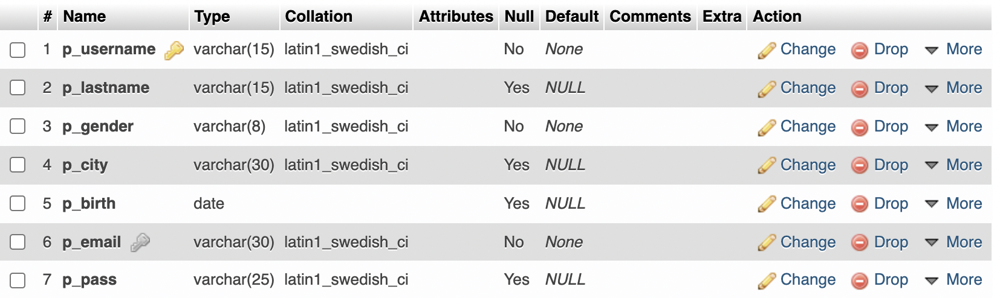 # Name Type Collation Attributes Null Default Comments Extra Action
1 p_username varchar(15) latin1_swedish_ci No None Change Drop More
2 p_lastname varchar(15) latin1_swedish_ci Yes NULL Change Drop More
3 p_gender varchar(8) latin1_swedish_ci No None Change Drop More
4 p_city varchar(30) latin1_swedish_ci Yes NULL Change Drop More
5 p_birth date Yes NULL Change Drop More
6 p_email varchar(30) latin1_swedish_ci No None Change Drop More
7 p_pass varchar(25) latin1_swedish_ci Yes NULL Change Drop More